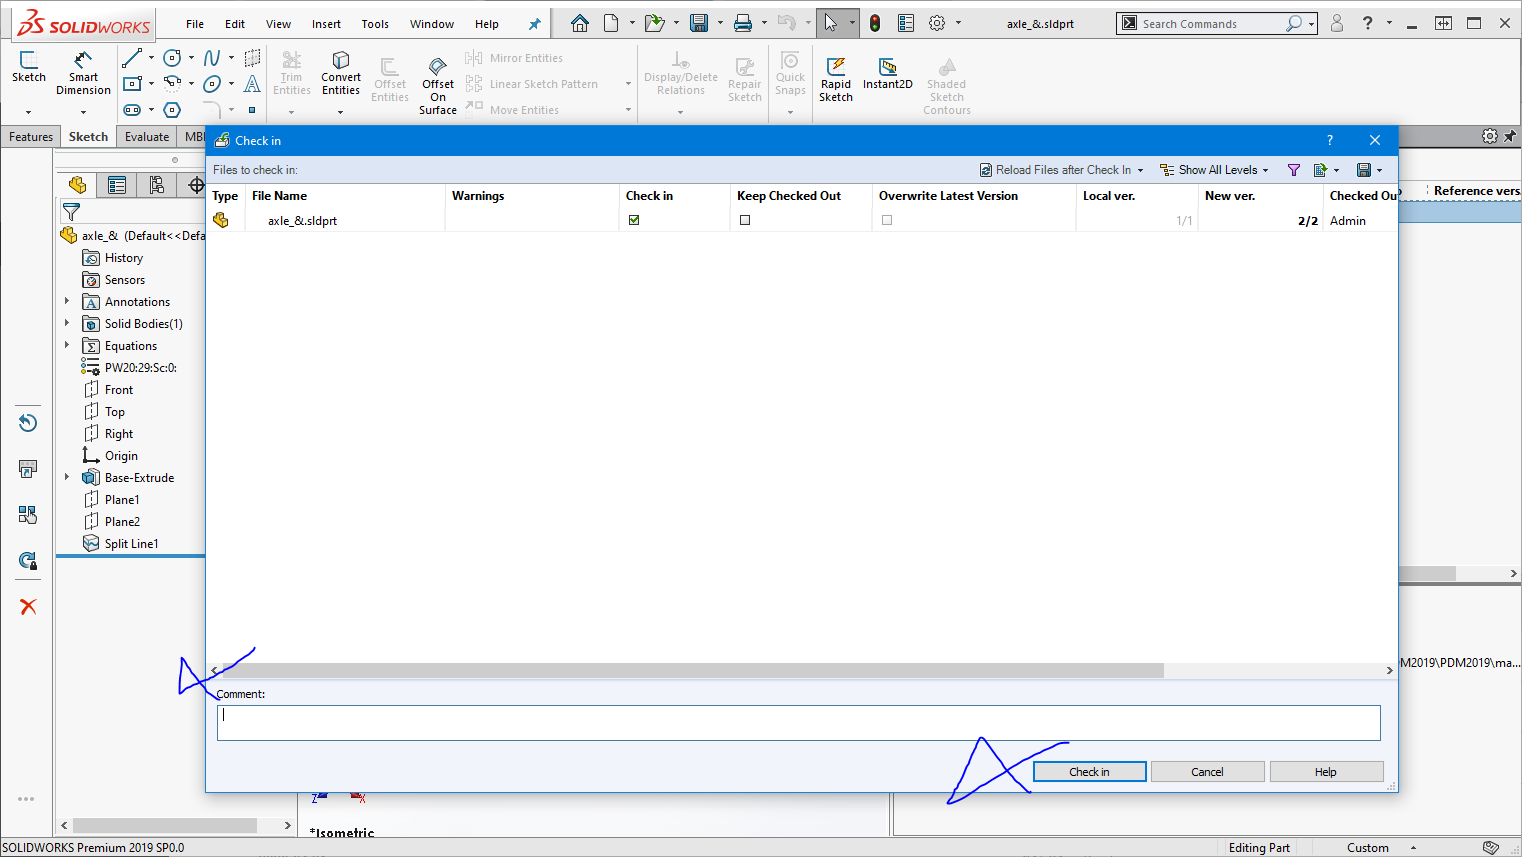 SOLIDWORKS File Edit View Insert Tools Window Help axle_&.sldprt Search Commands ?
Sketch Smart Dimension Trim Entities Convert Entities Offset Entities Offset On Surface Mirror Entities Linear Sketch Pattern Move Entities Display/Delete Relations Repair Sketch Quick Snaps Rapid Sketch Instant2D Shaded Sketch Contours
Features Sketch Evaluate MB
Check in ?
Files to check in: Reload Files after Check In Show All Levels
Type File Name Warnings Check in Keep Checked Out Overwrite Latest Version Local ver. New ver. Checked Ou Reference vers.
axle_&.sldprt 1/1 2/2 Admin
axle_& (Default<<Defa
History
Sensors
Annotations
Solid Bodies(1)
Equations
PW20:29:Sc:0:
Front
Top
Right
Origin
Base-Extrude
Plane1
Plane2
Split Line1
M2019\PDM2019\ma...
Comment:
Check in Cancel Help
Z X
*Isometric
SOLIDWORKS Premium 2019 SP0.0 Editing Part Custom